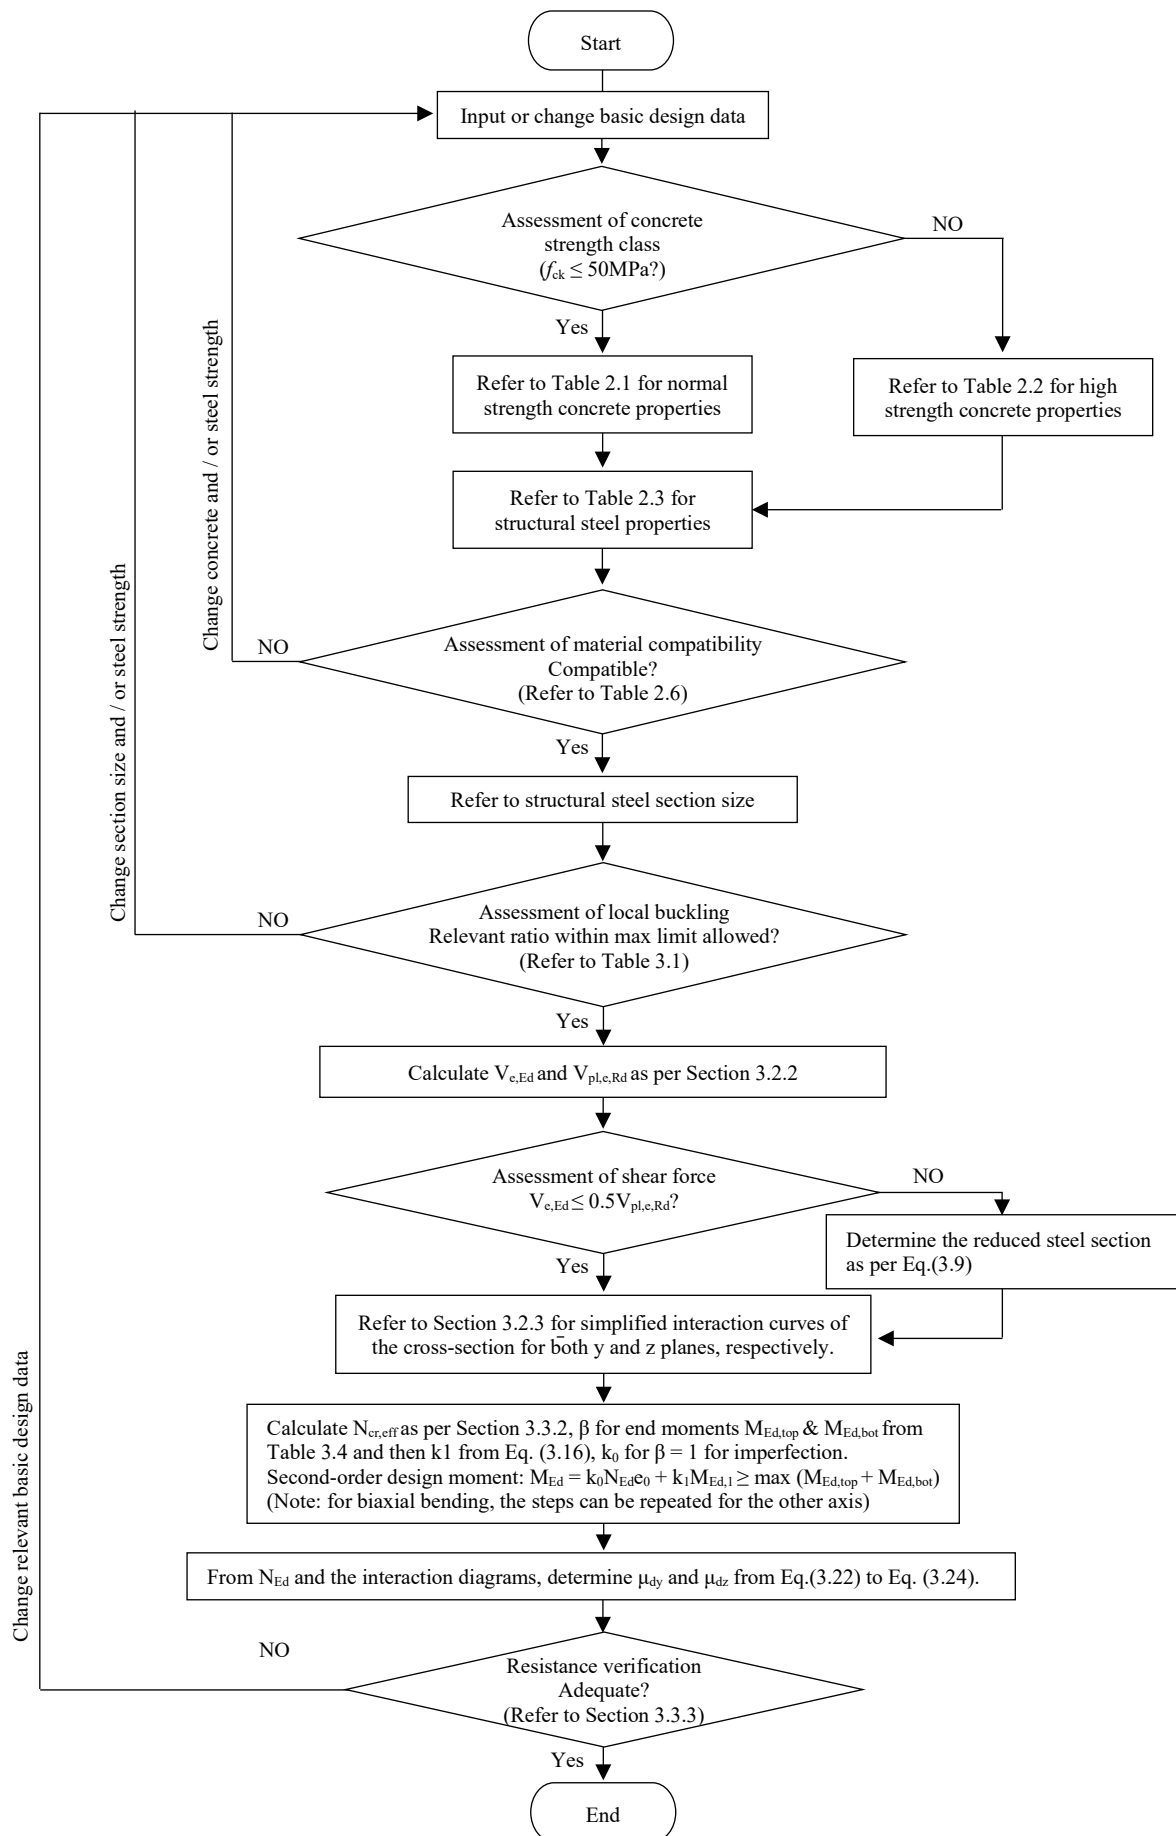 Start
Input or change basic design data
Assessment of concrete
strength class
(fck ≤ 50MPa?)
NO
Yes
Refer to Table 2.1 for normal
strength concrete properties
Refer to Table 2.2 for high
strength concrete properties
Refer to Table 2.3 for
structural steel properties
Change concrete and / or steel strength
NO
Assessment of material compatibility
Compatible?
(Refer to Table 2.6)
Yes
Refer to structural steel section size
Change section size and / or steel strength
NO
Assessment of local buckling
Relevant ratio within max limit allowed?
(Refer to Table 3.1)
Yes
Calculate Ve,Ed and Vpl,e,Rd as per Section 3.2.2
Assessment of shear force
Ve,Ed ≤ 0.5Vpl,e,Rd?
NO
Yes
Determine the reduced steel section
as per Eq.(3.9)
Refer to Section 3.2.3 for simplified interaction curves of
the cross-section for both y and z planes, respectively.
Calculate Ncr,eff as per Section 3.3.2, β for end moments MEd,top & MEd,bot from
Table 3.4 and then k1 from Eq. (3.16), k0 for β = 1 for imperfection.
Second-order design moment: MEd = k0NEde0 + k1MEd,1 ≥ max (MEd,top + MEd,bot)
(Note: for biaxial bending, the steps can be repeated for the other axis)
From NEd and the interaction diagrams, determine μdy and μdz from Eq.(3.22) to Eq. (3.24).
Change relevant basic design data
NO
Resistance verification
Adequate?
(Refer to Section 3.3.3)
Yes
End